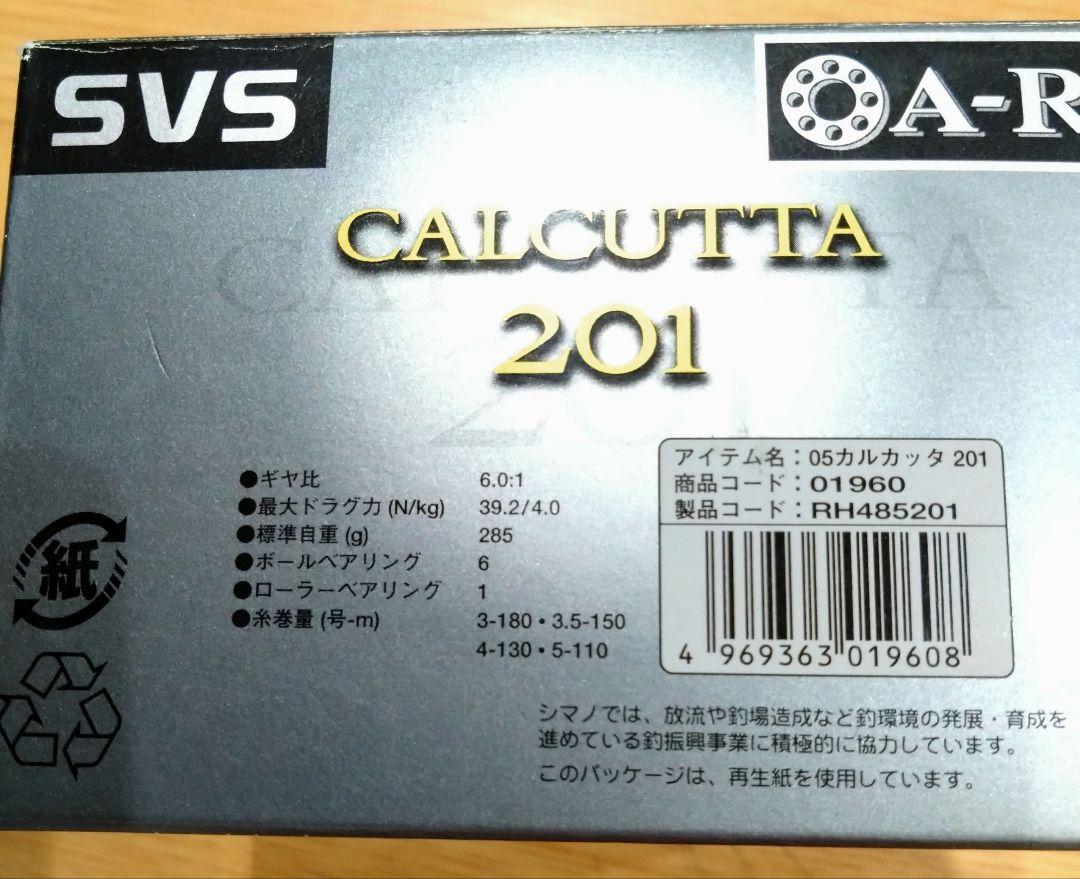 SVS
A-R
CALCUTTA
201
●ギヤ比 6.0:1
●最大ドラグ力 (N/kg) 39.2/4.0
●標準自重 (g) 285
●ボールベアリング 6
●ローラーベアリング 1
●糸巻量 (号-m) 3-180・3.5-150
4-130・5-110
アイテム名：05カルカッタ 201
商品コード：01960
製品コード：RH485201
4 969363 019608
紙
シマノでは、放流や釣場造成など釣環境の発展・育成を
進めている釣振興事業に積極的に協力しています。
このパッケージは、再生紙を使用しています。